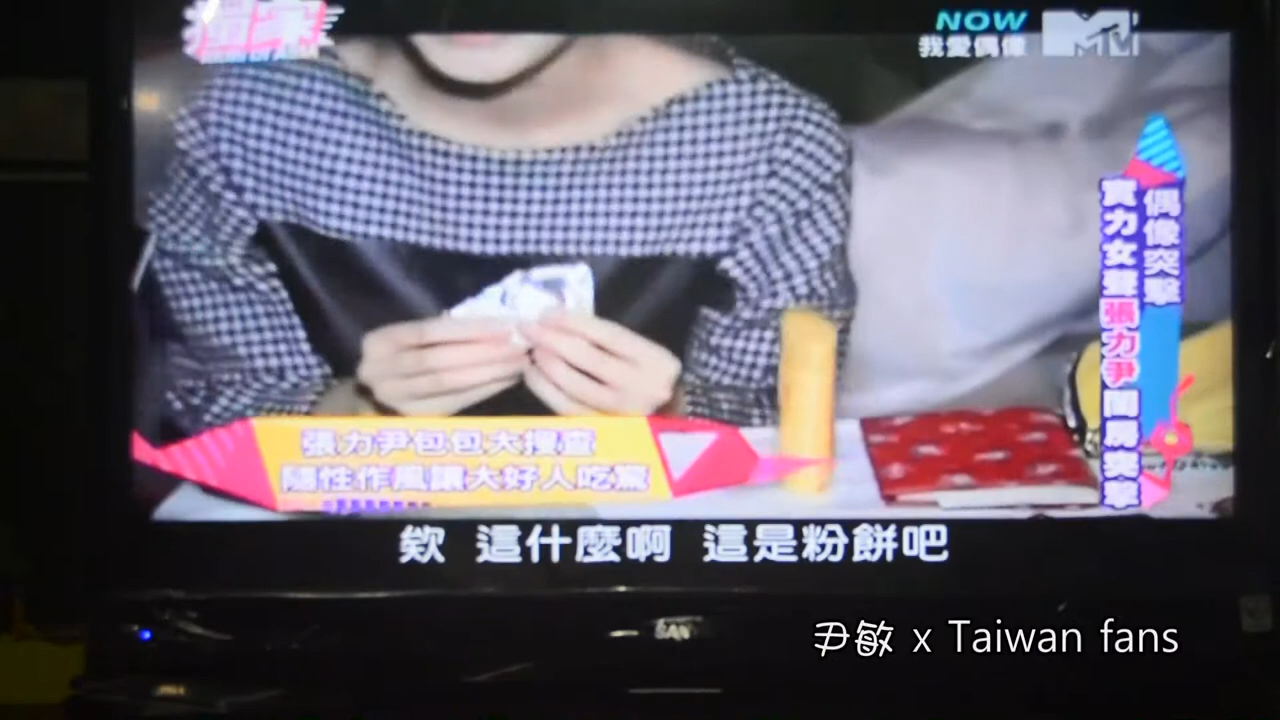 NOW
我愛偶像
偶像突擊
實力女聲張力尹閨房突擊
張力尹包包大搜查
隨性作風讓大好人吃驚
欸 這什麼啊 這是粉餅吧
尹敏 x Taiwan fans